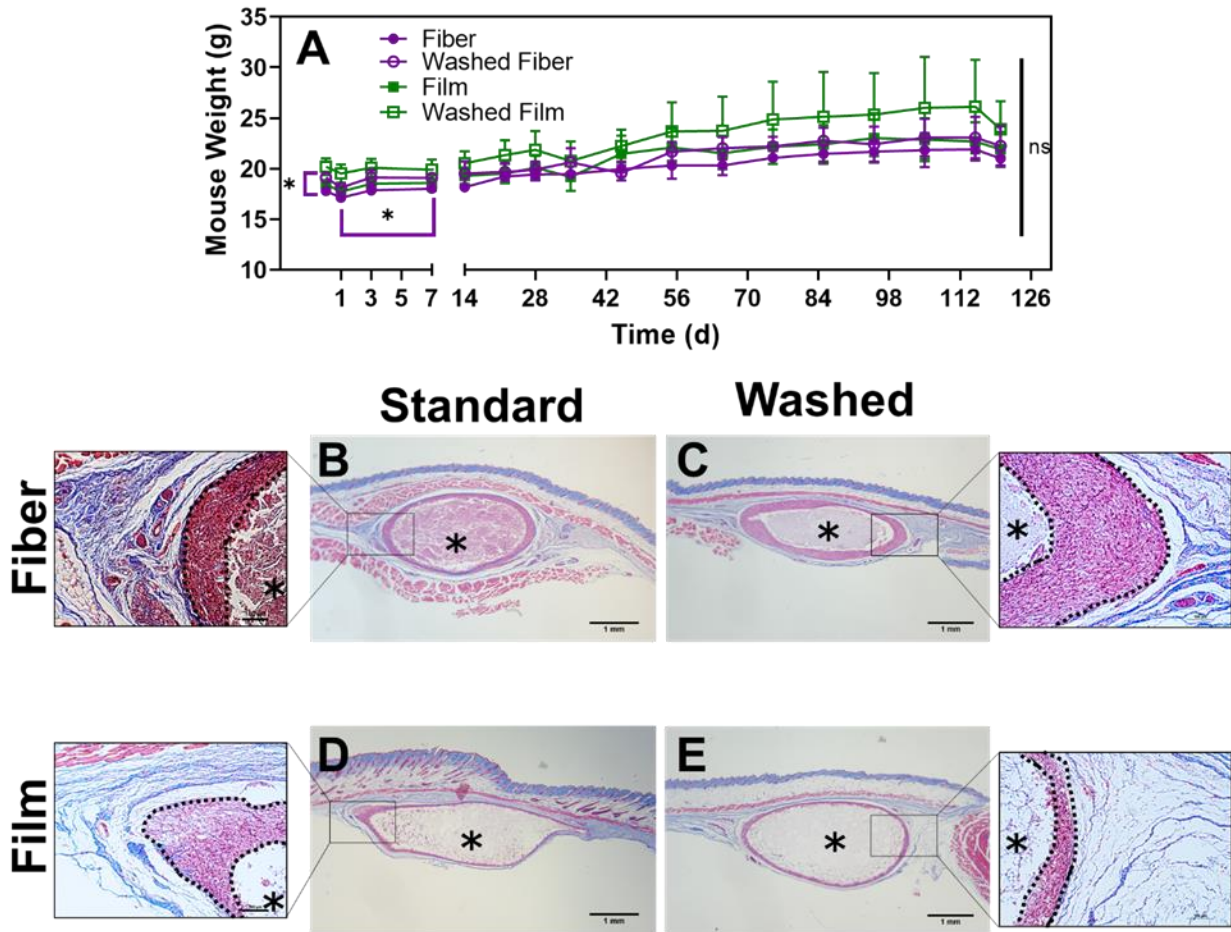 A
Fiber
Washed Fiber
Film
Washed Film
Mouse Weight (g)
35
30
25
20
15
10
*
*
ns
1 3 5 7 14 28 42 56 70 84 98 112 126
Time (d)
Standard Washed
Fiber
B
*
1 mm
C
*
1 mm
*
*
Film
D
*
1 mm
E
*
1 mm
*
*